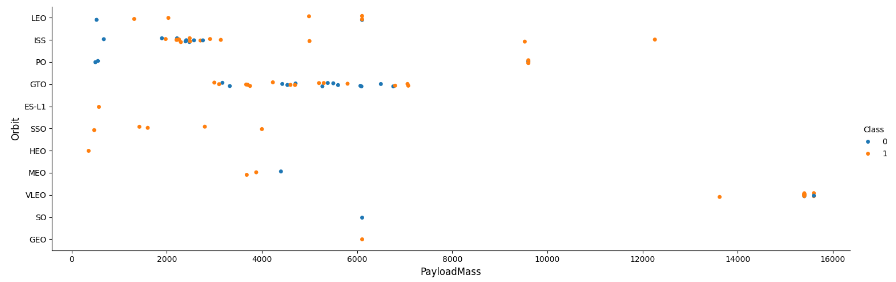 LEO
ISS
PO
GTO
ES-L1
SSO
HEO
MEO
VLEO
SO
GEO
Orbit
0 2000 4000 6000 8000 10000 12000 14000 16000
PayloadMass
Class
0
1